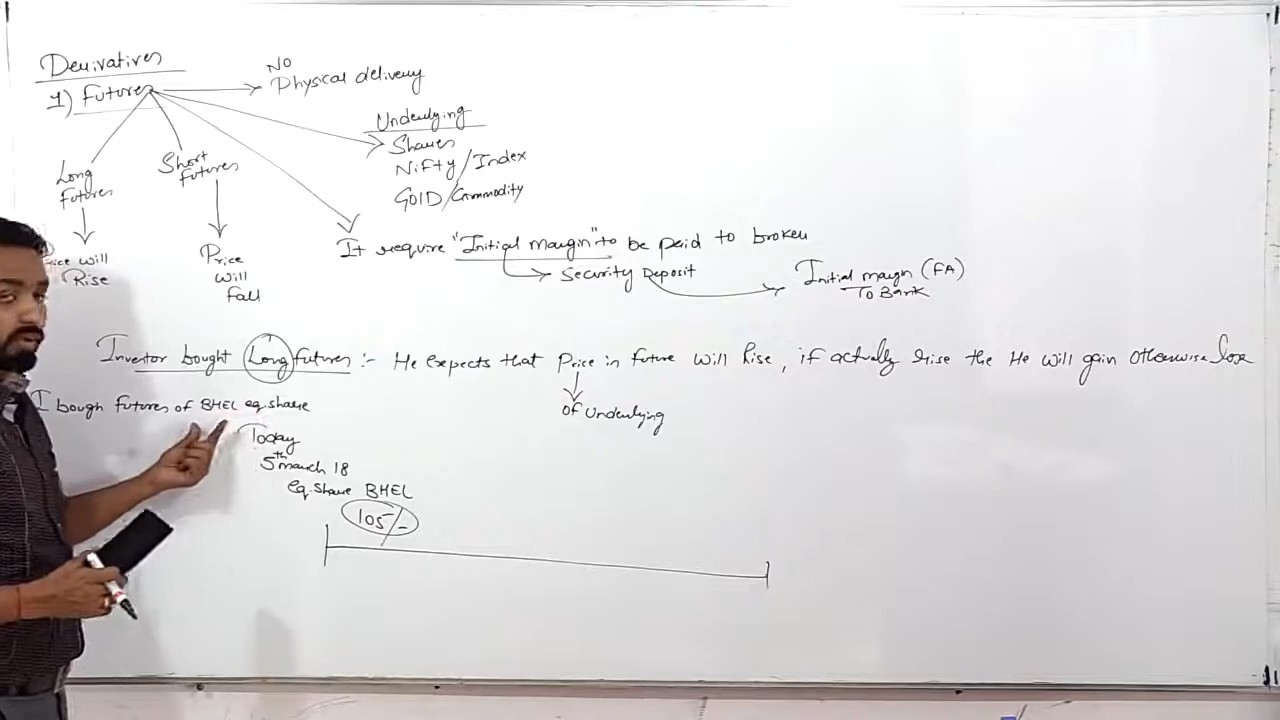 Derivatives
1) Futures
NO
Physical delivery
Underlying
Shares
Nifty/Index
GOLD/Commodity
Long
Futures
Short
Futures
Price
Will
Fall
ice will
Rise
It require "Initial margin" to be paid to broker
Security Deposit
Initial margin (FA)
To Bank
Investor bought Long futures :- He expects that Price in future Will Rise, if actually rise the He will gain otherwise lose
of Underlying
I bough futures of BHEL eq. share
Today
5th march 18
eq. share BHEL
105/-